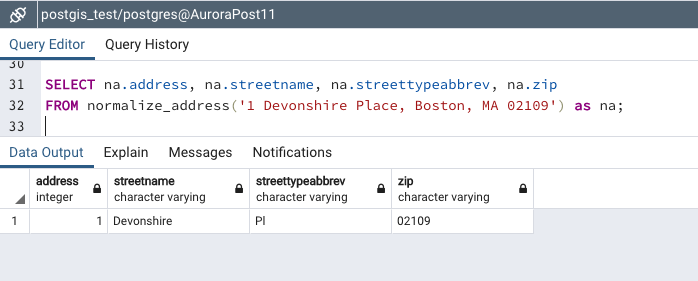 postgis_test/postgres@AuroraPost11
Query Editor Query History
30
31 SELECT na.address, na.streetname, na.streettypeabbrev, na.zip
32 FROM normalize_address('1 Devonshire Place, Boston, MA 02109') as na;
33
Data Output Explain Messages Notifications
address streetname streettypeabbrev zip
integer character varying character varying character varying
1 1 Devonshire Pl 02109